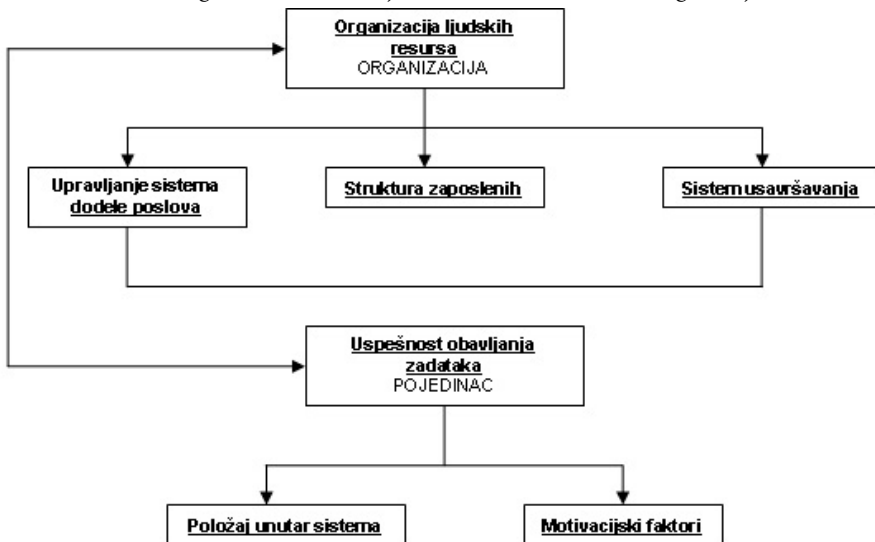 Organizacija ljudskih
resursa
ORGANIZACIJA
Upravljanje sistema
dodele poslova
Struktura zaposlenih
Sistem usavršavanja
Uspešnost obavljanja
zadataka
POJEDINAC
Položaj unutar sistema
Motivacijski faktori